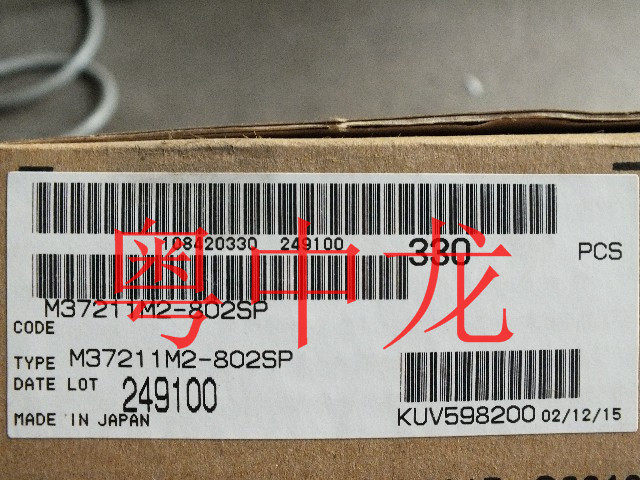 108420330 249100 330 PCS
粤中龙
M37211M2-802SP
CODE
TYPE M37211M2-802SP
DATE LOT 249100
MADE IN JAPAN KUV598200 02/12/15